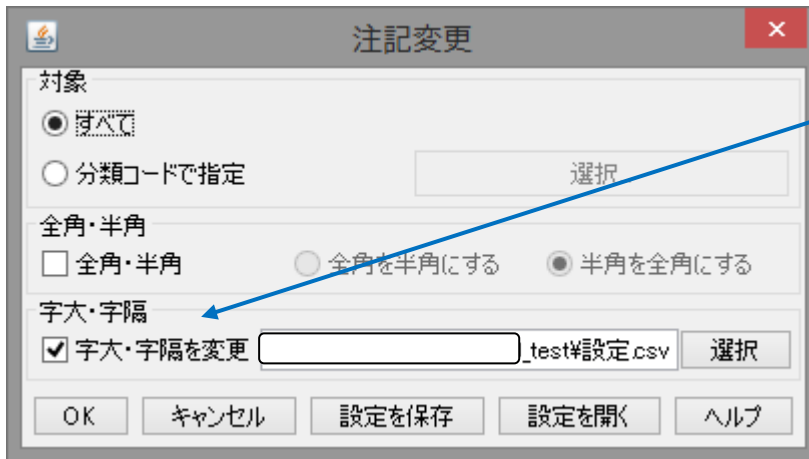 注記変更
対象
すべて
分類コードで指定 選択
全角・半角
全角・半角 全角を半角にする 半角を全角にする
字大・字隔
字大・字隔を変更 _test¥設定.csv 選択
OK キャンセル 設定を保存 設定を開く ヘルプ